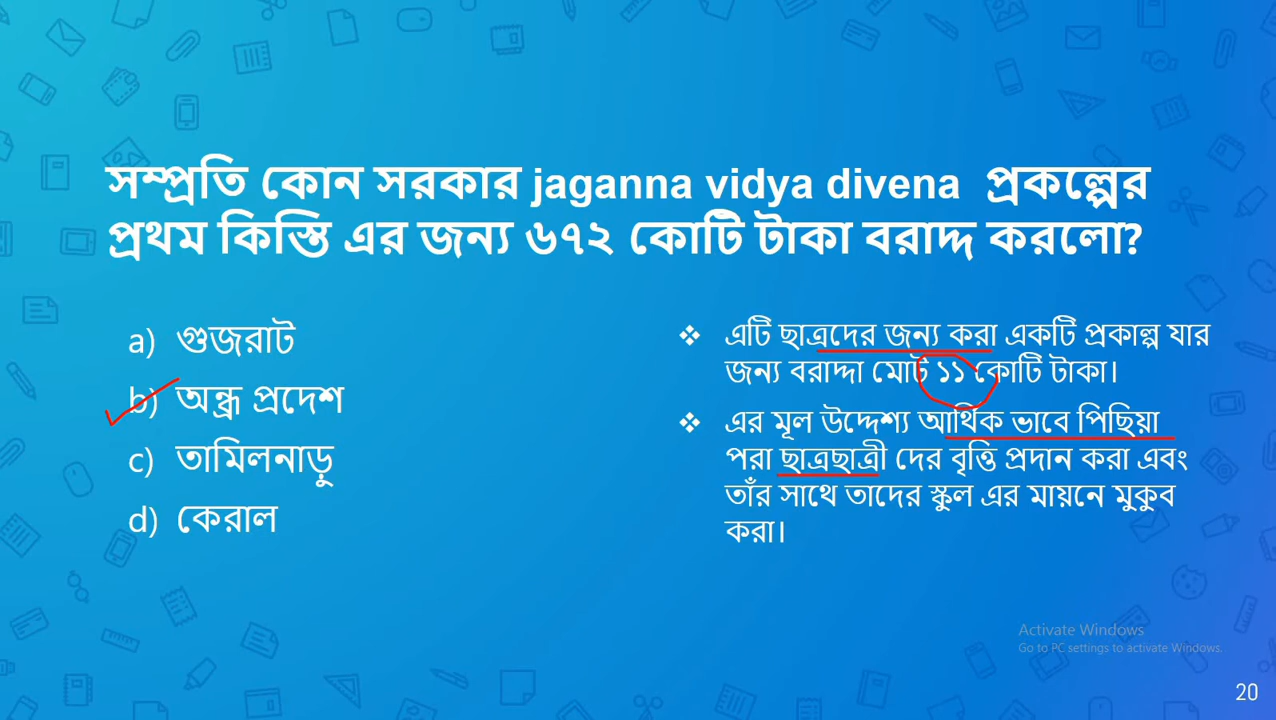 সম্প্রতি কোন সরকার jaganna vidya divena প্রকল্পের
প্রথম কিস্তি এর জন্য ৬৭২ কোটি টাকা বরাদ্দ করলো?
a) গুজরাট
b) অন্ধ্র প্রদেশ
c) তামিলনাড়ু
d) কেরাল
❖ এটি ছাত্রদের জন্য করা একটি প্রকাল্প যার
জন্য বরাদ্দা মোট ১১ কোটি টাকা।
❖ এর মূল উদ্দেশ্য আর্থিক ভাবে পিছিয়া
পরা ছাত্রছাত্রী দের বৃত্তি প্রদান করা এবং
তাঁর সাথে তাদের স্কুল এর মায়নে মুকুব
করা।
Activate Windows
Go to PC settings to activate Windows.
20